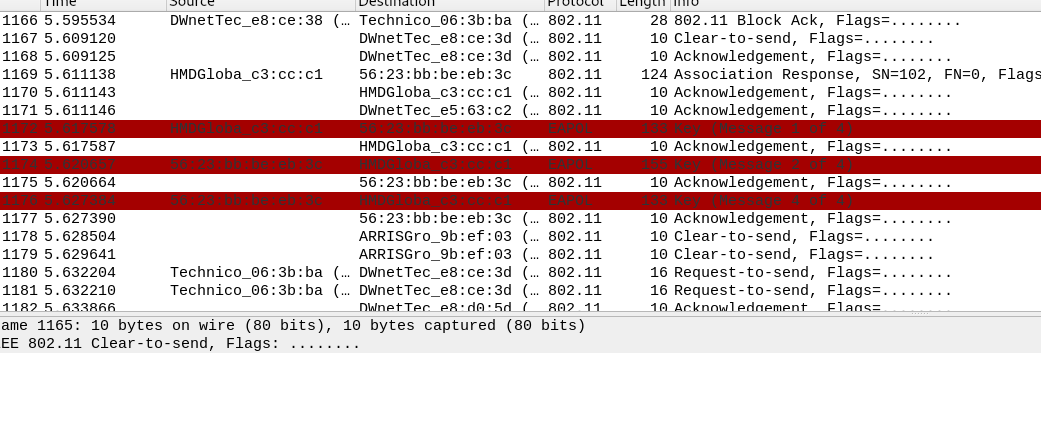 Time Source Destination Protocol Length Info
1166 5.595534 DWnetTec_e8:ce:38 (… Technico_06:3b:ba (… 802.11 28 802.11 Block Ack, Flags=........
1167 5.609120 DWnetTec_e8:ce:3d (… 802.11 10 Clear-to-send, Flags=........
1168 5.609125 DWnetTec_e8:ce:3d (… 802.11 10 Acknowledgement, Flags=........
1169 5.611138 HMDGloba_c3:cc:c1 56:23:bb:be:eb:3c 802.11 124 Association Response, SN=102, FN=0, Flags
1170 5.611143 HMDGloba_c3:cc:c1 (… 802.11 10 Acknowledgement, Flags=........
1171 5.611146 DWnetTec_e5:63:c2 (… 802.11 10 Acknowledgement, Flags=........
1172 HMDGloba_c3:cc:c1 56:23:bb:be:eb:3c EAPOL 133 Key (Message 1 of 4)
1173 5.617587 HMDGloba_c3:cc:c1 (… 802.11 10 Acknowledgement, Flags=........
1174 56:23:bb:be:eb:3c HMDGloba_c3:cc:c1 EAPOL 155 Key (Message 2 of 4)
1175 5.620664 56:23:bb:be:eb:3c (… 802.11 10 Acknowledgement, Flags=........
1176 5.627384 56:23:bb:be:eb:3c HMDGloba_c3:cc:c1 EAPOL 133 Key (Message 4 of 4)
1177 5.627390 56:23:bb:be:eb:3c (… 802.11 10 Acknowledgement, Flags=........
1178 5.628504 ARRISGro_9b:ef:03 (… 802.11 10 Clear-to-send, Flags=........
1179 5.629641 ARRISGro_9b:ef:03 (… 802.11 10 Clear-to-send, Flags=........
1180 5.632204 Technico_06:3b:ba (… DWnetTec_e8:ce:3d (… 802.11 16 Request-to-send, Flags=........
1181 5.632210 Technico_06:3b:ba (… DWnetTec_e8:ce:3d (… 802.11 16 Request-to-send, Flags=........
1182 5.633866 DWnetTec_e8:d0:5d (… 802.11 10 Acknowledgement, Flags=........
ame 1165: 10 bytes on wire (80 bits), 10 bytes captured (80 bits)
EE 802.11 Clear-to-send, Flags: ........